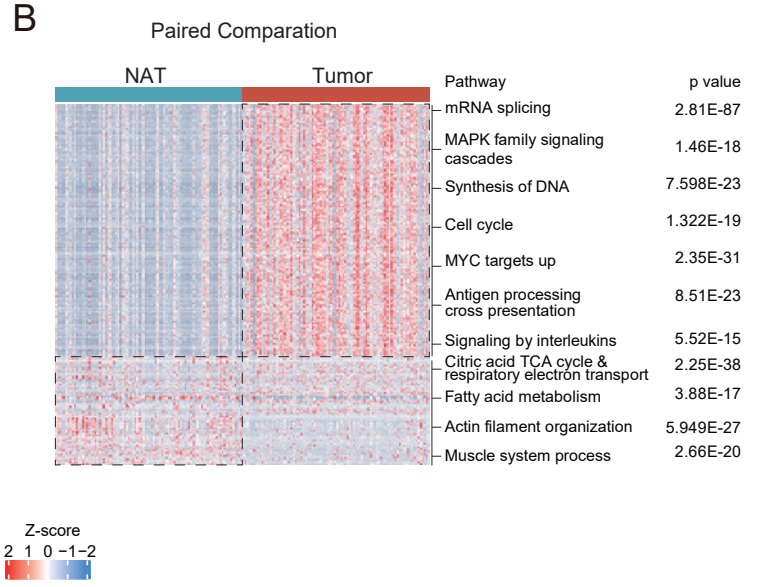 B
Paired Comparation
NAT Tumor
Pathway p value
mRNA splicing 2.81E-87
MAPK family signaling
cascades 1.46E-18
Synthesis of DNA 7.598E-23
Cell cycle 1.322E-19
MYC targets up 2.35E-31
Antigen processing
cross presentation 8.51E-23
Signaling by interleukins 5.52E-15
Citric acid TCA cycle &
respiratory electron transport 2.25E-38
Fatty acid metabolism 3.88E-17
Actin filament organization 5.949E-27
Muscle system process 2.66E-20
Z-score
2 1 0 −1−2